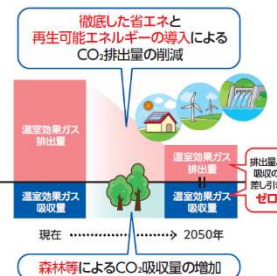 徹底した省エネと
再生可能エネルギーの導入による
CO₂排出量の削減
温室効果ガス
排出量
温室効果ガス
吸収量
温室効果ガス
排出量
温室効果ガス
吸収量
排出量
吸収の
差し引き
ゼロ
現在
2050年
森林等によるCO₂吸収量の増加